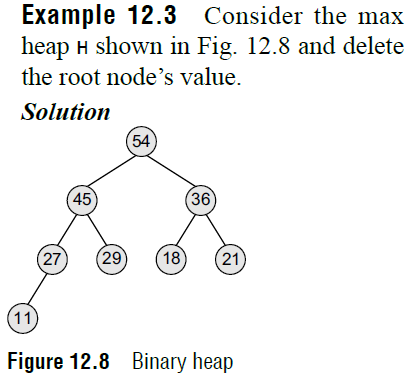 Example 12.3 Consider the max
heap H shown in Fig. 12.8 and delete
the root node's value.
Solution
54
45 36
27 29 18 21
11
Figure 12.8 Binary heap